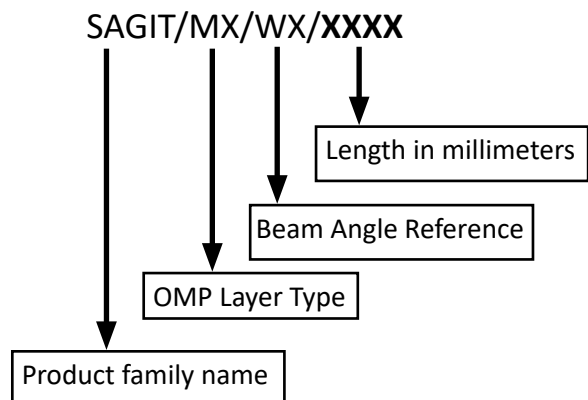 SAGIT/MX/WX/XXXX
Length in millimeters
Beam Angle Reference
OMP Layer Type
Product family name